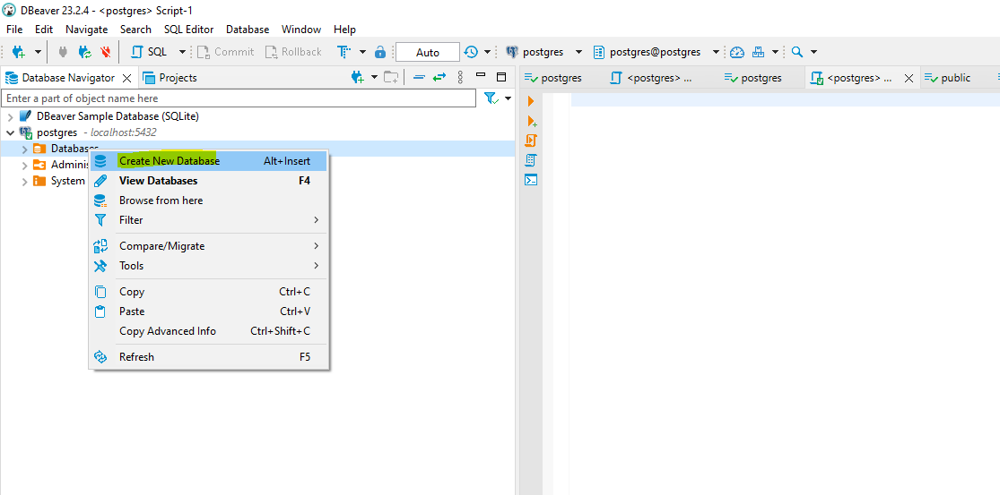 DBeaver 23.2.4 - <postgres> Script-1
File Edit Navigate Search SQL Editor Database Window Help
SQL Commit Rollback Auto postgres postgres@postgres
Database Navigator Projects
postgres <postgres> ... postgres <postgres> ... public
Enter a part of object name here
DBeaver Sample Database (SQLite)
postgres - localhost:5432
Databases
Create New Database Alt+Insert
Adminis
View Databases F4
System
Browse from here
Filter
Compare/Migrate
Tools
Copy Ctrl+C
Paste Ctrl+V
Copy Advanced Info Ctrl+Shift+C
Refresh F5